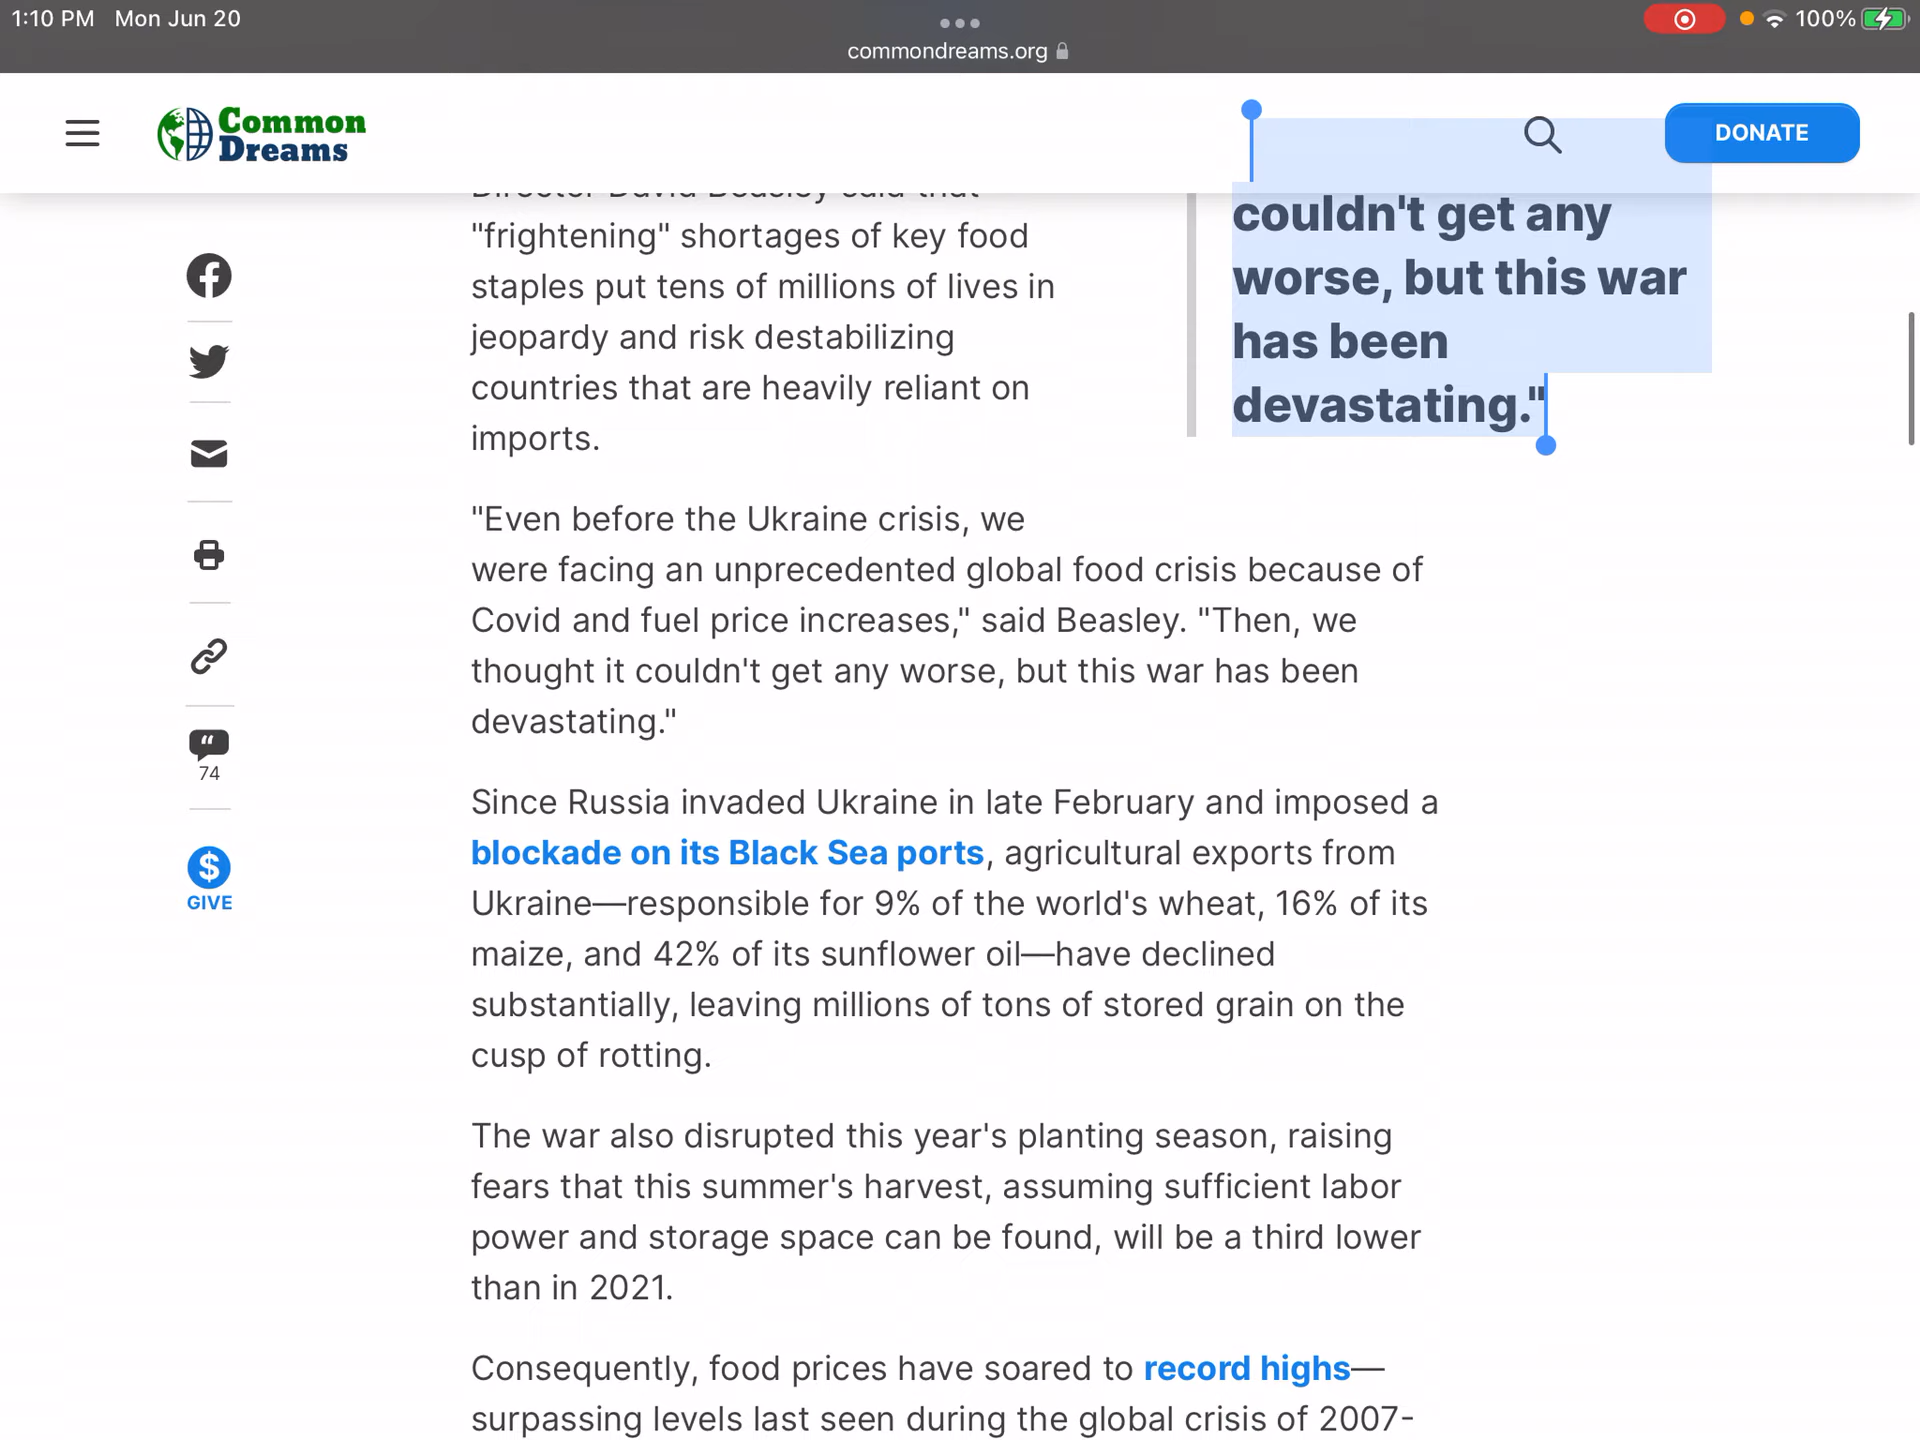 1:10 PM Mon Jun 20
100%
commondreams.org
Common
Dreams
DONATE
Director David Beasley said that
"frightening" shortages of key food
staples put tens of millions of lives in
jeopardy and risk destabilizing
countries that are heavily reliant on
imports.
couldn't get any
worse, but this war
has been
devastating."
"Even before the Ukraine crisis, we
were facing an unprecedented global food crisis because of
Covid and fuel price increases," said Beasley. "Then, we
thought it couldn't get any worse, but this war has been
devastating."
74
GIVE
Since Russia invaded Ukraine in late February and imposed a
blockade on its Black Sea ports, agricultural exports from
Ukraine—responsible for 9% of the world's wheat, 16% of its
maize, and 42% of its sunflower oil—have declined
substantially, leaving millions of tons of stored grain on the
cusp of rotting.
The war also disrupted this year's planting season, raising
fears that this summer's harvest, assuming sufficient labor
power and storage space can be found, will be a third lower
than in 2021.
Consequently, food prices have soared to record highs—
surpassing levels last seen during the global crisis of 2007-